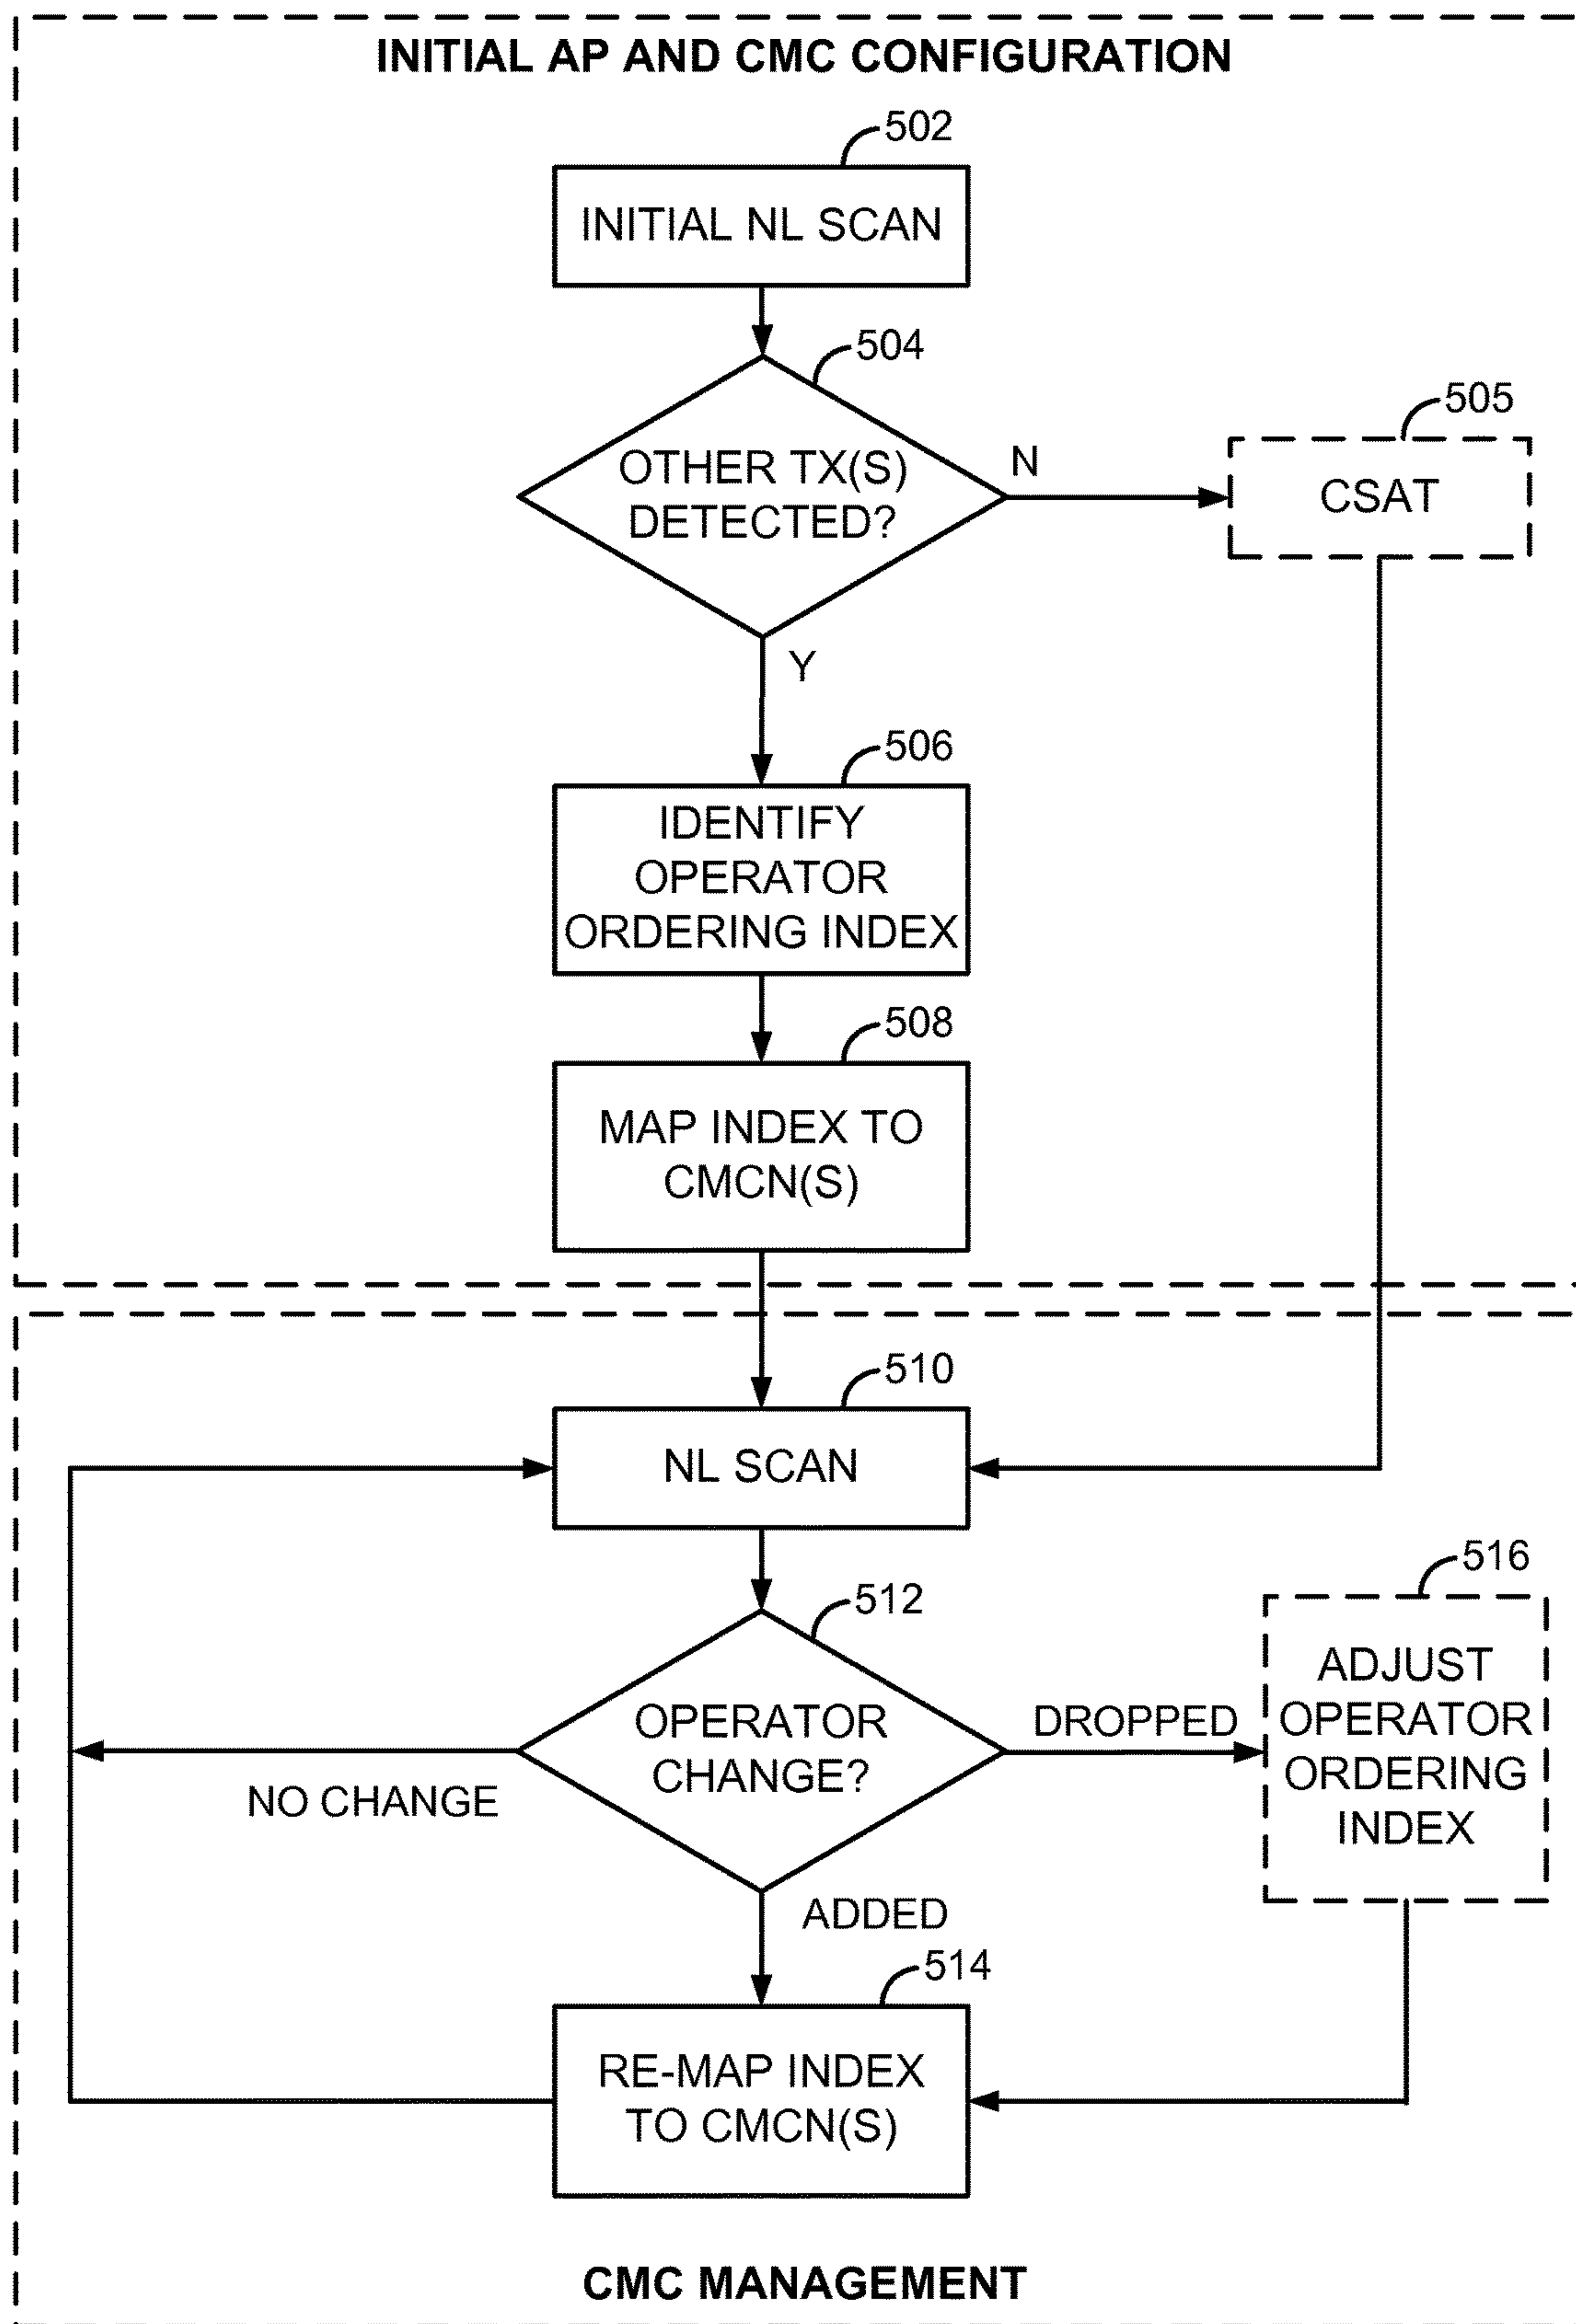 INITIAL AP AND CMC CONFIGURATION
502
INITIAL NL SCAN
504
OTHER TX(S)
DETECTED?
N
505
CSAT
Y
506
IDENTIFY
OPERATOR
ORDERING INDEX
508
MAP INDEX TO
CMCN(S)
510
NL SCAN
512
OPERATOR
CHANGE?
NO CHANGE
DROPPED
516
ADJUST
OPERATOR
ORDERING
INDEX
ADDED
514
RE-MAP INDEX
TO CMCN(S)
CMC MANAGEMENT